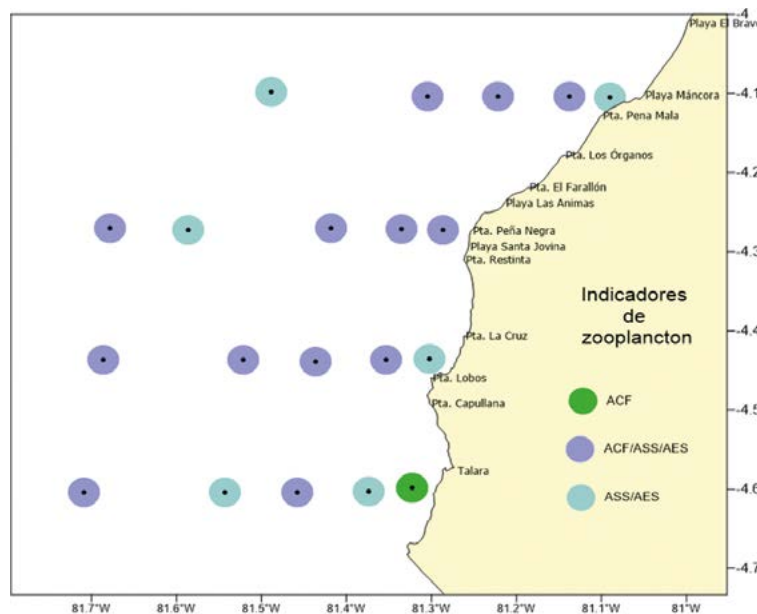 -4
Playa El Bravo
-4.1
Playa Máncora
Pta. Pena Mala
Pta. Los Órganos
-4.2
Pta. El Farallón
Playa Las Ánimas
Pta. Peña Negra
Playa Santa Jovina
-4.3
Pta. Restinta
Indicadores
de
zooplancton
-4.4
Pta. La Cruz
Pta. Lobos
Pta. Capullana
-4.5
ACF
ACF/ASS/AES
Talara
ASS/AES
-4.6
-4.7
81.7°W 81.6°W 81.5°W 81.4°W 81.3°W 81.2°W 81.1°W 81°W